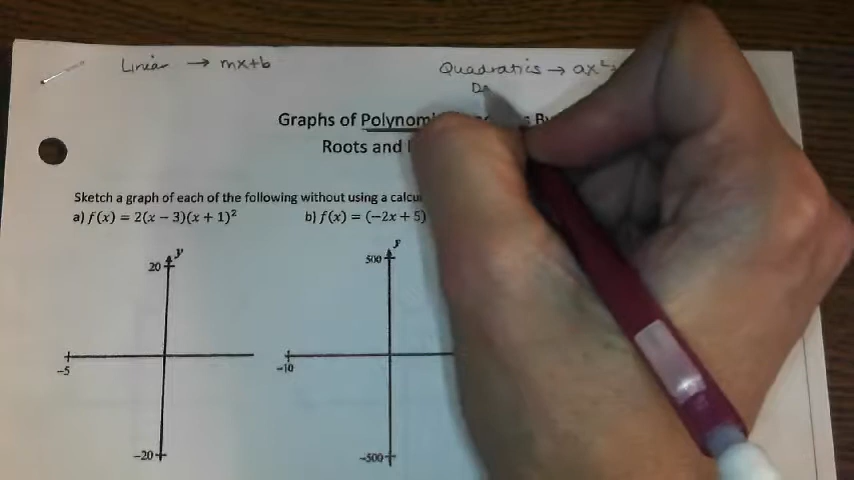 Linear → mx+b
Quadratics → ax²+
Graphs of Polynom By
Roots and
Sketch a graph of each of the following without using a calcu
a) f(x) = 2(x − 3)(x + 1)² b) f(x) = (−2x + 5)
y y
20 500
-5 -10
-20 -500